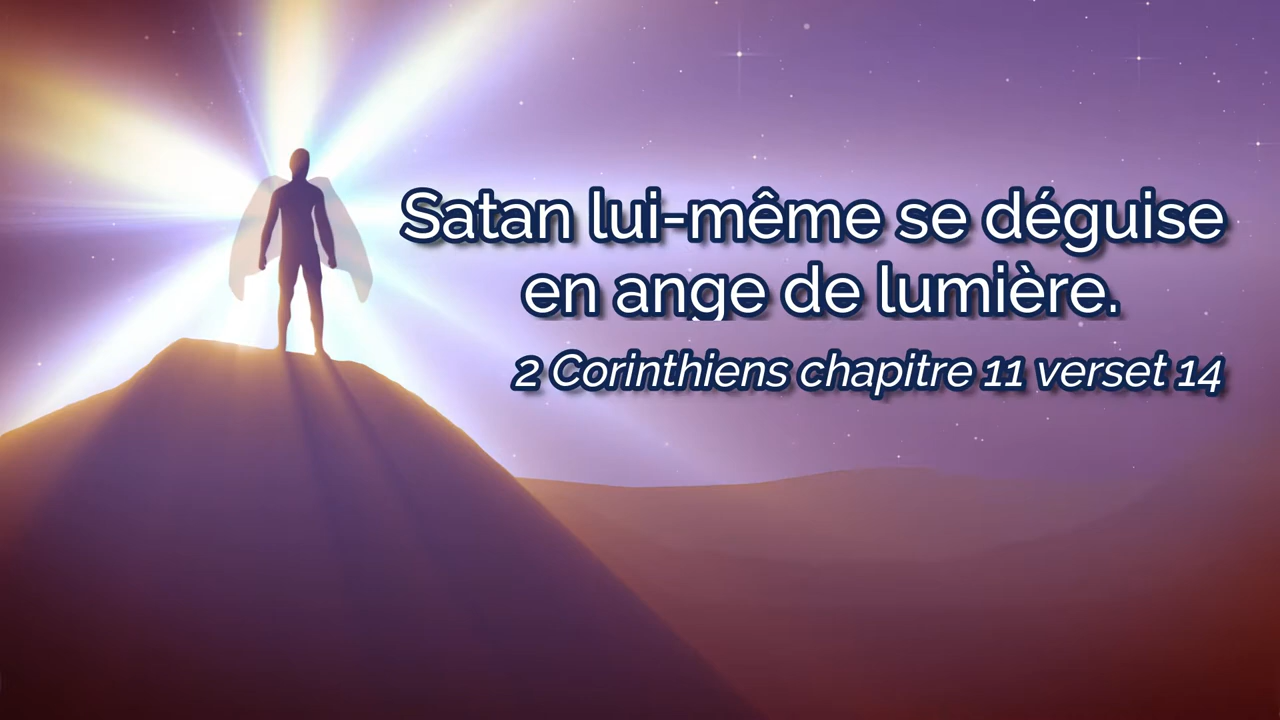 Satan lui-même se déguise
en ange de lumière.
2 Corinthiens chapitre 11 verset 14